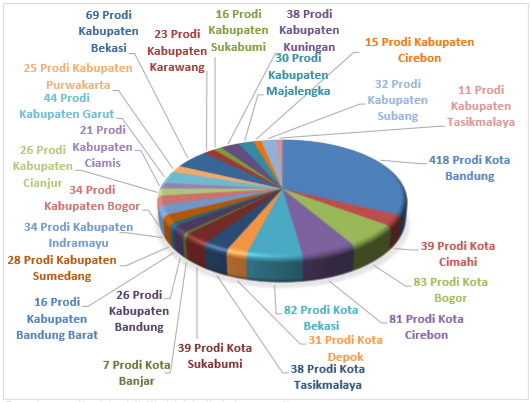 69 Prodi
Kabupaten
Bekasi
23 Prodi
Kabupaten
Karawang
16 Prodi
Kabupaten
Sukabumi
38 Prodi
Kabupaten
Kuningan
30 Prodi
Kabupaten
Majalengka
15 Prodi Kabupaten
Cirebon
32 Prodi
Kabupaten
Subang
11 Prodi
Kabupaten
Tasikmalaya
418 Prodi Kota
Bandung
39 Prodi Kota
Cimahi
83 Prodi Kota
Bogor
81 Prodi Kota
Cirebon
82 Prodi Kota
Bekasi
31 Prodi Kota
Depok
38 Prodi Kota
Tasikmalaya
39 Prodi Kota
Sukabumi
7 Prodi Kota
Banjar
26 Prodi
Kabupaten
Bandung
16 Prodi
Kabupaten
Bandung Barat
28 Prodi Kabupaten
Sumedang
34 Prodi Kabupaten
Indramayu
34 Prodi
Kabupaten Bogor
26 Prodi
Kabupaten
Cianjur
21 Prodi
Kabupaten
Ciamis
44 Prodi
Kabupaten Garut
25 Prodi Kabupaten
Purwakarta